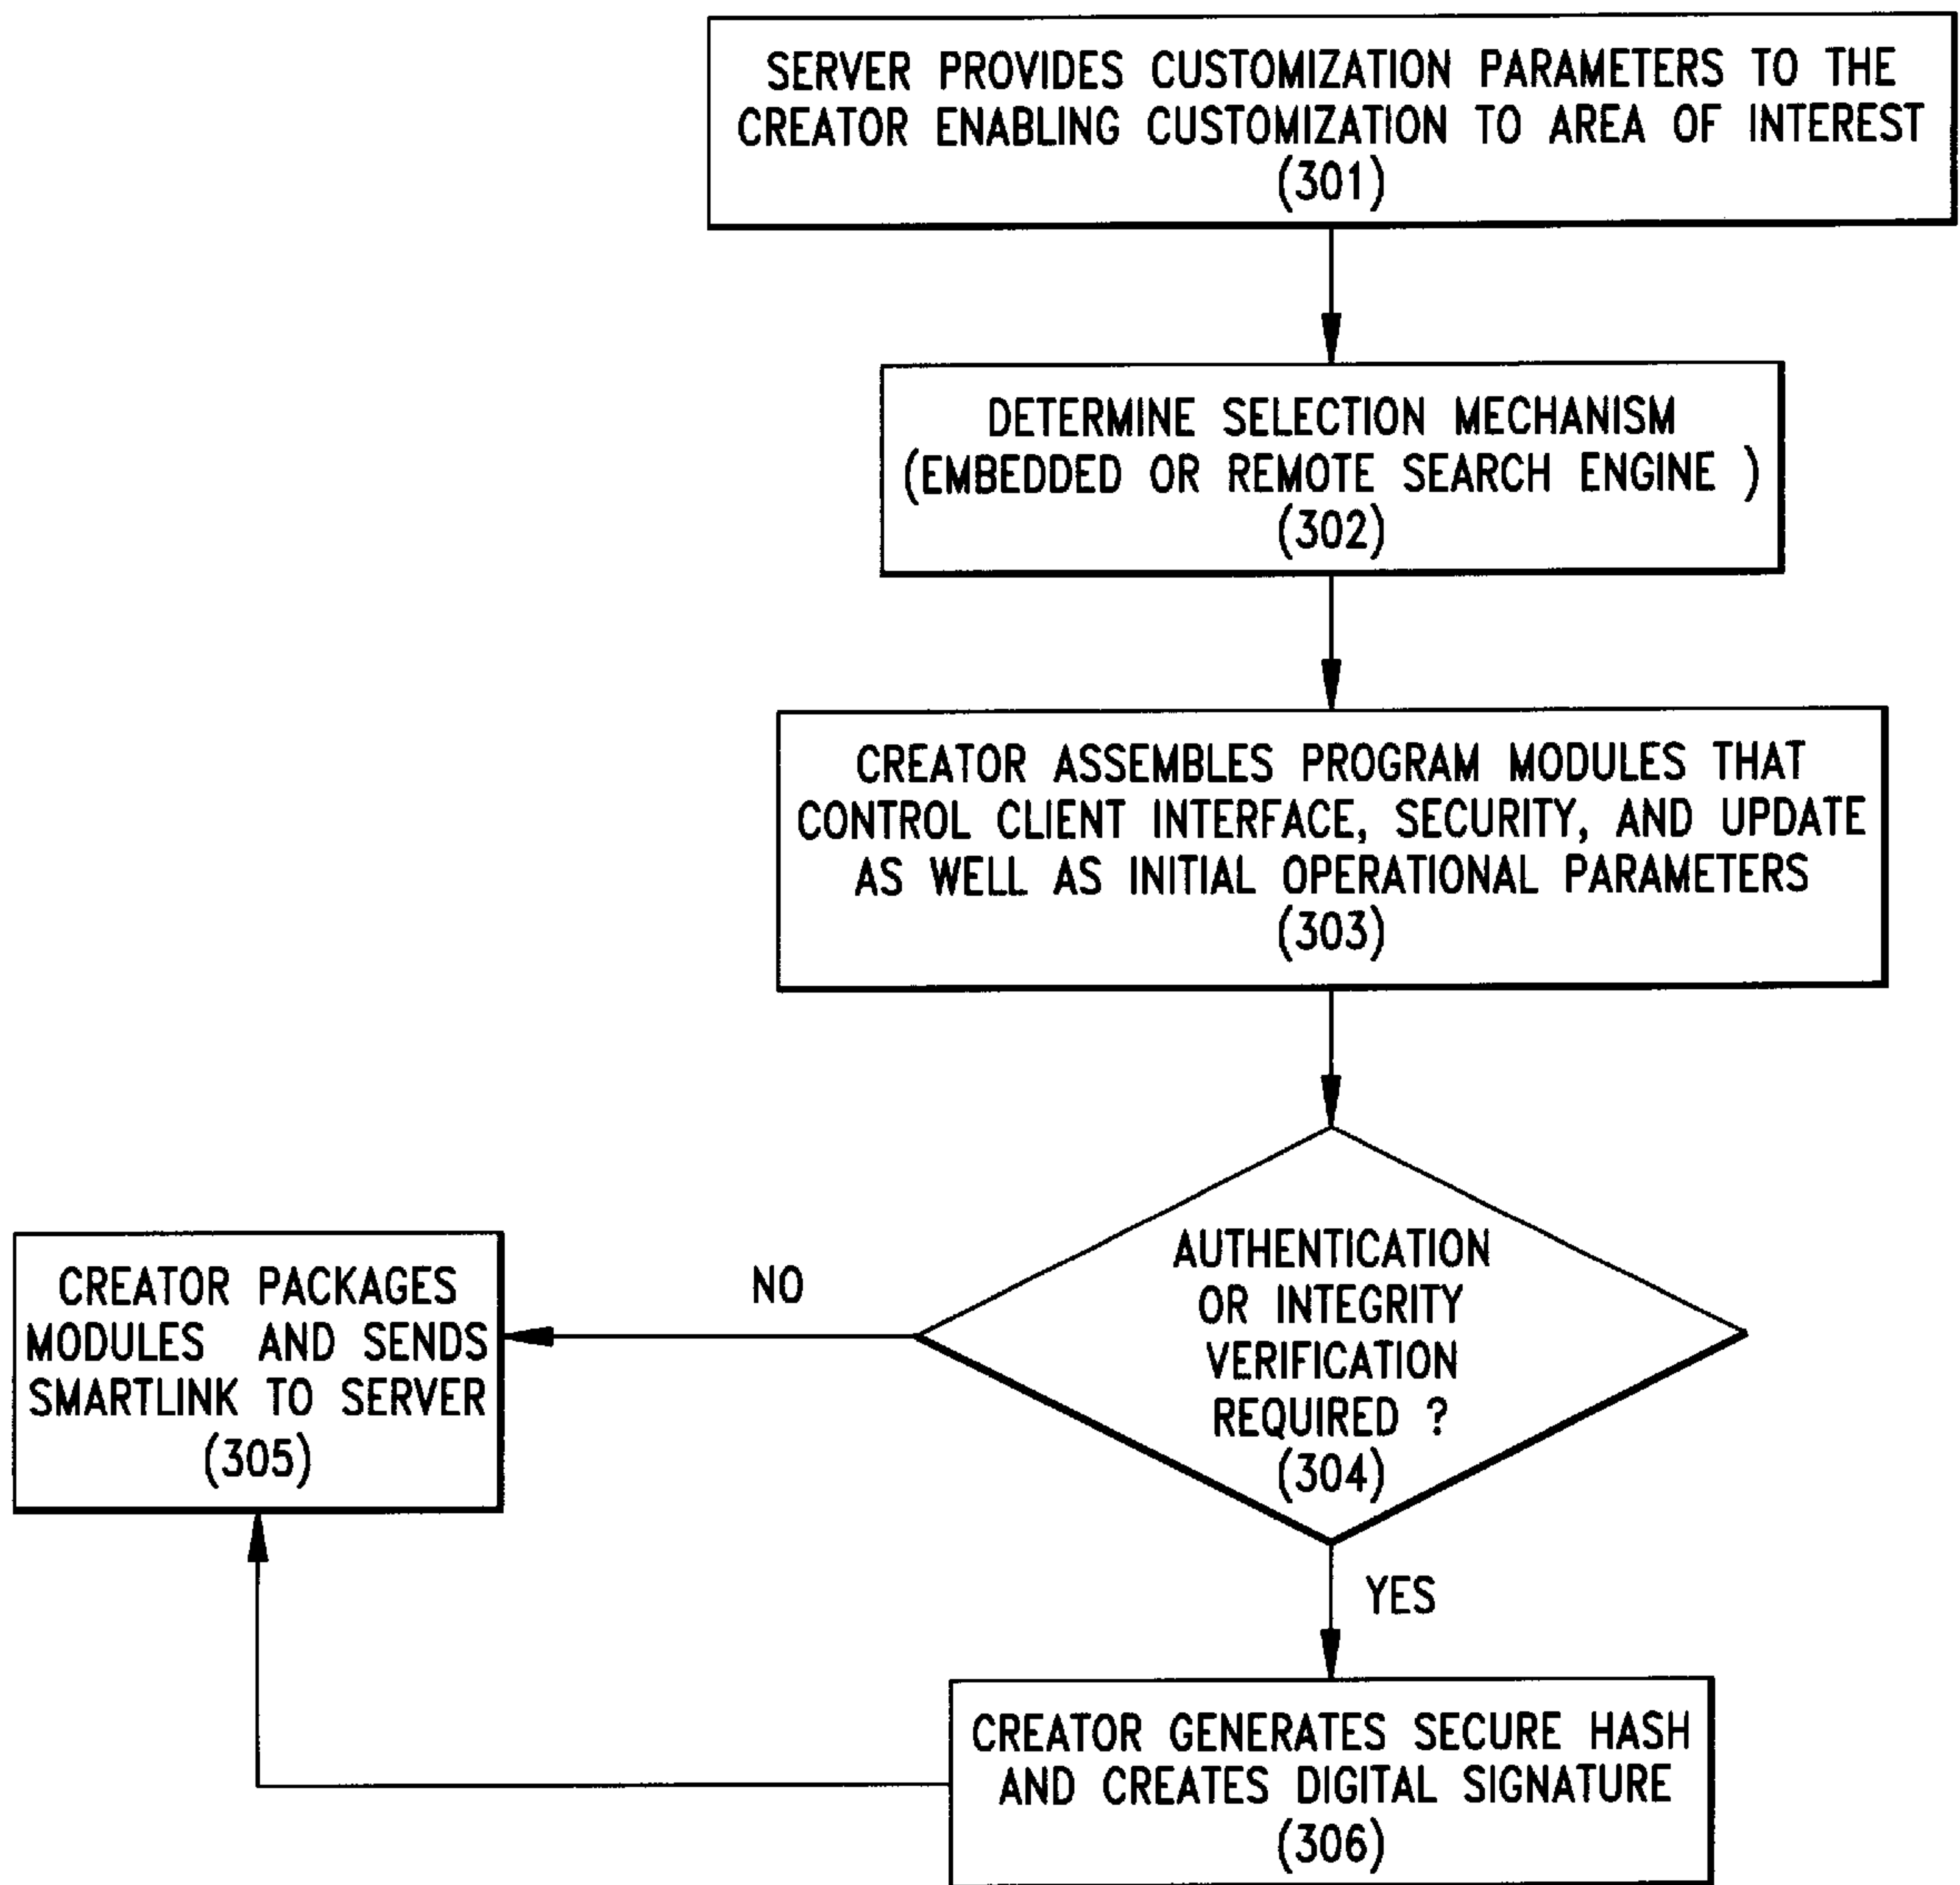 SERVER PROVIDES CUSTOMIZATION PARAMETERS TO THE
CREATOR ENABLING CUSTOMIZATION TO AREA OF INTEREST
(301)
DETERMINE SELECTION MECHANISM
(EMBEDDED OR REMOTE SEARCH ENGINE )
(302)
CREATOR ASSEMBLES PROGRAM MODULES THAT
CONTROL CLIENT INTERFACE, SECURITY, AND UPDATE
AS WELL AS INITIAL OPERATIONAL PARAMETERS
(303)
AUTHENTICATION
OR INTEGRITY
VERIFICATION
REQUIRED ?
(304)
NO
CREATOR PACKAGES
MODULES AND SENDS
SMARTLINK TO SERVER
(305)
YES
CREATOR GENERATES SECURE HASH
AND CREATES DIGITAL SIGNATURE
(306)